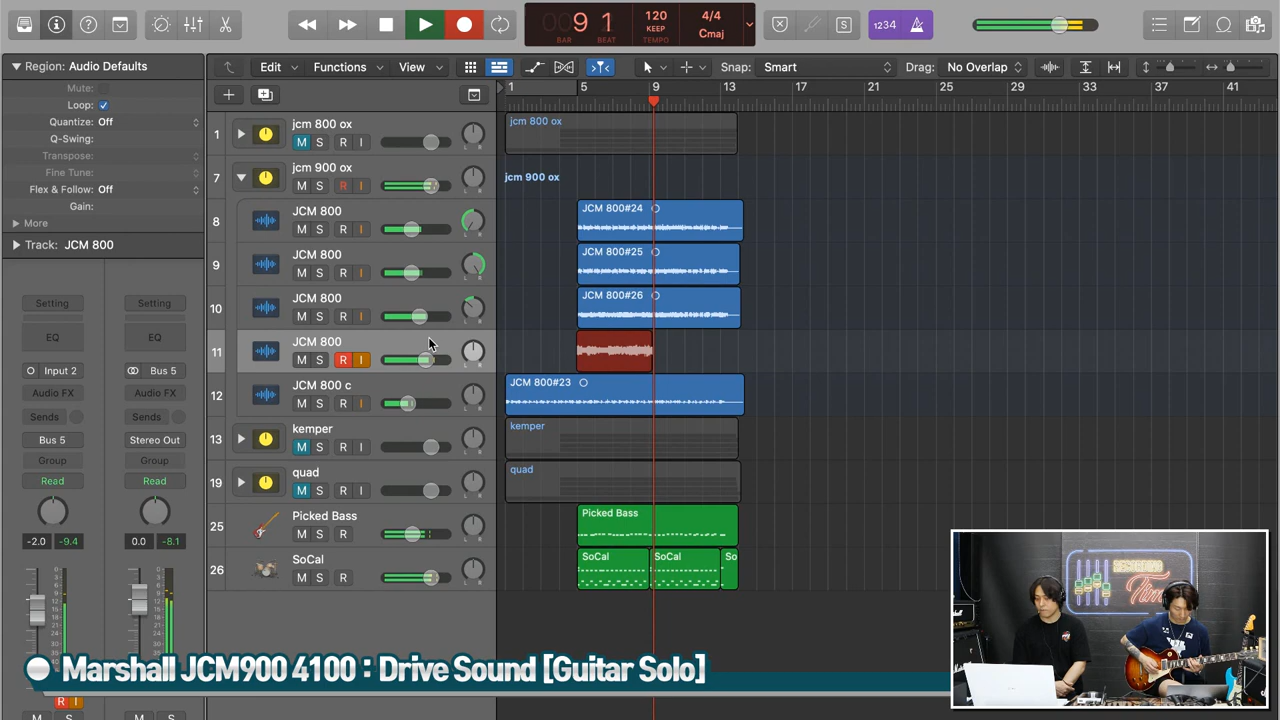 9 1
BAR BEAT
120
KEEP
TEMPO
4/4
Cmaj
1234
S
Region: Audio Defaults
Mute:
Loop:
Quantize: Off
Q-Swing:
Transpose:
Fine Tune:
Flex & Follow: Off
Gain:
More
Track: JCM 800
Edit Functions View Snap: Smart Drag: No Overlap
1 5 9 13 17 21 25 29 33 37 41
1 jcm 800 ox
M S R I
L R
jcm 800 ox
7 jcm 900 ox
M S R I
L R
jcm 900 ox
8 JCM 800
M S R I
L R
JCM 800#24
9 JCM 800
M S R I
L R
JCM 800#25
10 JCM 800
M S R I
L R
JCM 800#26
11 JCM 800
M S R I
L R
12 JCM 800 c
M S R I
L R
JCM 800#23
13 kemper
M S R I
L R
kemper
19 quad
M S R I
L R
quad
25 Picked Bass
M S R I
L R
Picked Bass
26 SoCal
M S R
L R
SoCal SoCal So
Setting Setting
EQ EQ
Input 2 Bus 5
Audio FX Audio FX
Sends Sends
Bus 5 Stereo Out
Group Group
Read Read
-2.0 -9.4 0.0 -8.1
R I
M S M S
RECORDING
Time
Marshall JCM900 4100 : Drive Sound [Guitar Solo]